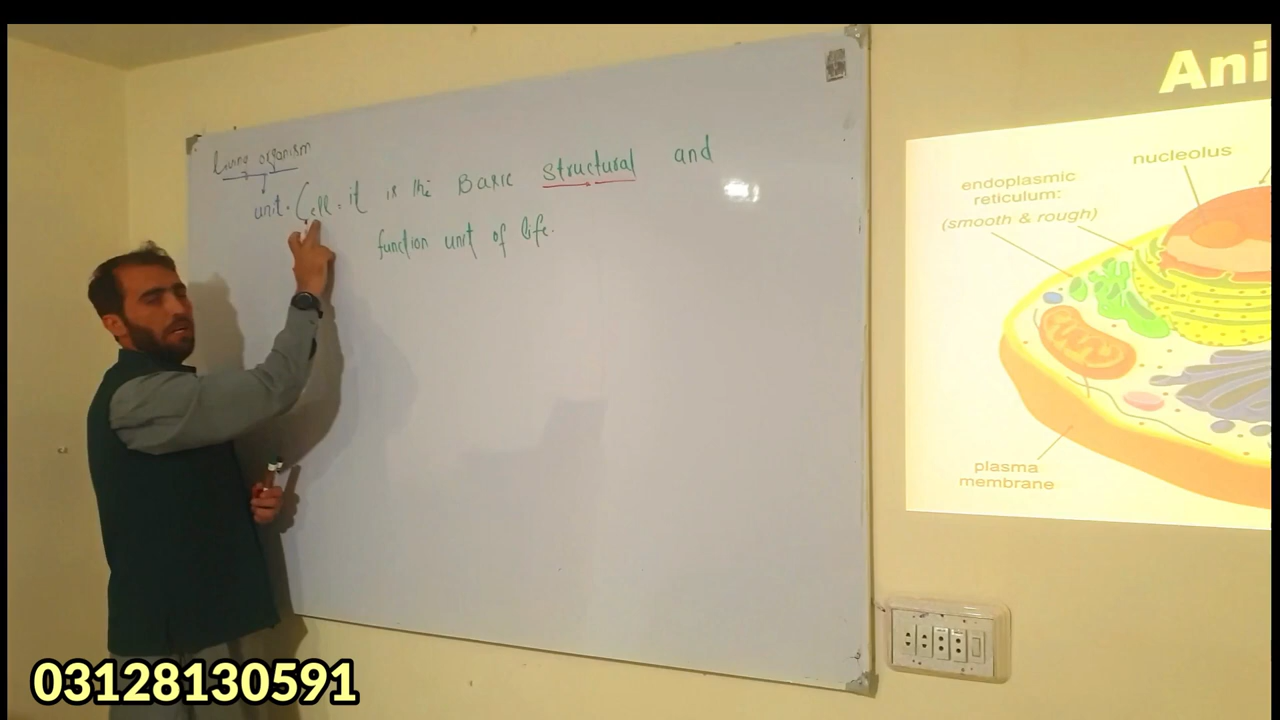 Living organism
unit. Cell = it is the Basic structural and
function unit of life.
Ani
nucleolus
endoplasmic
reticulum:
(smooth & rough)
plasma
membrane
03128130591